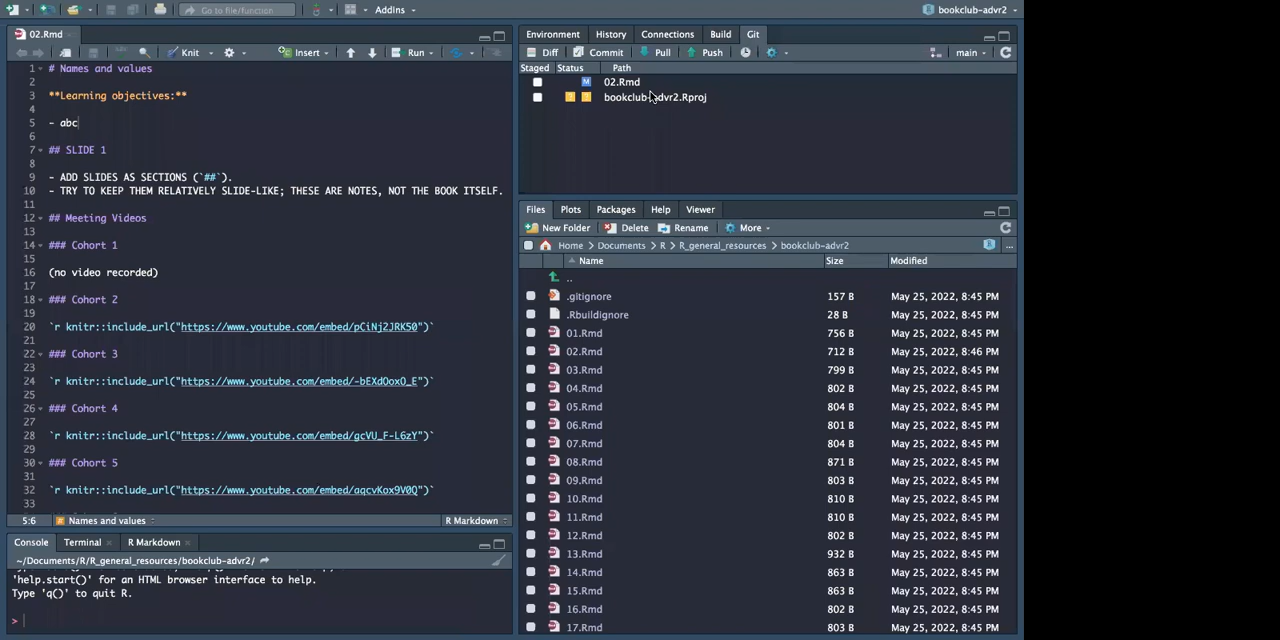 Go to file/function
Addins
bookclub-advr2
02.Rmd
Knit
Insert
Run
1 # Names and values
2
3 **Learning objectives:**
4
5 - abc
6
7 ## SLIDE 1
8
9 - ADD SLIDES AS SECTIONS (`##`).
10 - TRY TO KEEP THEM RELATIVELY SLIDE-LIKE; THESE ARE NOTES, NOT THE BOOK ITSELF.
11
12 ## Meeting Videos
13
14 ### Cohort 1
15
16 (no video recorded)
17
18 ### Cohort 2
19
20 `r knitr::include_url("https://www.youtube.com/embed/pCiNj2JRK50")`
21
22 ### Cohort 3
23
24 `r knitr::include_url("https://www.youtube.com/embed/-bEXdOoxO_E")`
25
26 ### Cohort 4
27
28 `r knitr::include_url("https://www.youtube.com/embed/gcVU_F-L6zY")`
29
30 ### Cohort 5
31
32 `r knitr::include_url("https://www.youtube.com/embed/aqcvKox9V0Q")`
33
5:6 Names and values R Markdown
Console Terminal R Markdown
~/Documents/R/R_general_resources/bookclub-advr2/
'help.start()' for an HTML browser interface to help.
Type 'q()' to quit R.
>
Environment History Connections Build Git
Diff Commit Pull Push main
Staged Status Path
M 02.Rmd
? ? bookclub-advr2.Rproj
Files Plots Packages Help Viewer
New Folder Delete Rename More
Home > Documents > R > R_general_resources > bookclub-advr2 ...
Name Size Modified
..
.gitignore 157 B May 25, 2022, 8:45 PM
.Rbuildignore 28 B May 25, 2022, 8:45 PM
01.Rmd 756 B May 25, 2022, 8:45 PM
02.Rmd 712 B May 25, 2022, 8:46 PM
03.Rmd 799 B May 25, 2022, 8:45 PM
04.Rmd 802 B May 25, 2022, 8:45 PM
05.Rmd 804 B May 25, 2022, 8:45 PM
06.Rmd 801 B May 25, 2022, 8:45 PM
07.Rmd 804 B May 25, 2022, 8:45 PM
08.Rmd 871 B May 25, 2022, 8:45 PM
09.Rmd 803 B May 25, 2022, 8:45 PM
10.Rmd 810 B May 25, 2022, 8:45 PM
11.Rmd 810 B May 25, 2022, 8:45 PM
12.Rmd 802 B May 25, 2022, 8:45 PM
13.Rmd 932 B May 25, 2022, 8:45 PM
14.Rmd 863 B May 25, 2022, 8:45 PM
15.Rmd 863 B May 25, 2022, 8:45 PM
16.Rmd 802 B May 25, 2022, 8:45 PM
17.Rmd 803 B May 25, 2022, 8:45 PM